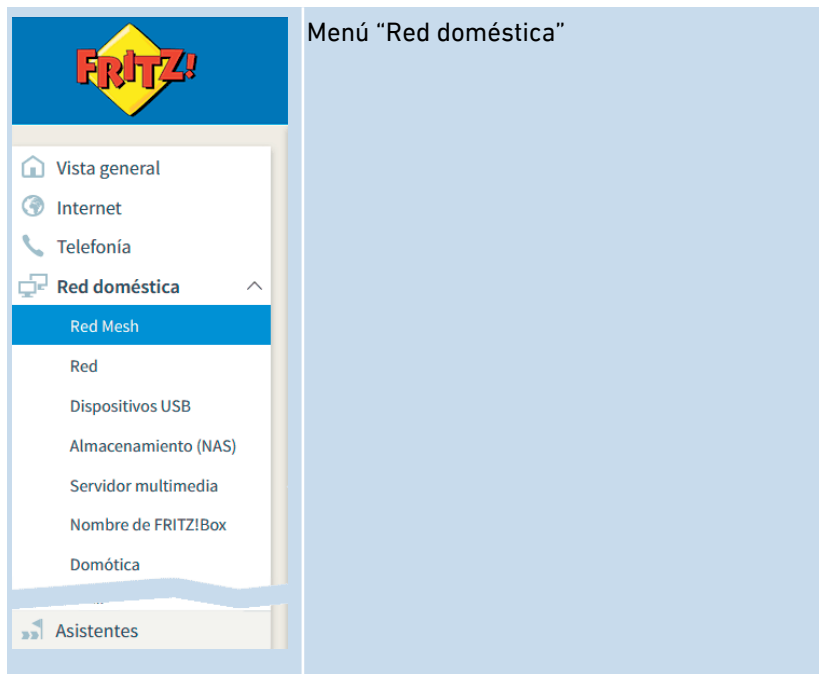 Menú “Red doméstica”
FRITZ!
Vista general
Internet
Telefonía
Red doméstica
Red Mesh
Red
Dispositivos USB
Almacenamiento (NAS)
Servidor multimedia
Nombre de FRITZ!Box
Domótica
Asistentes